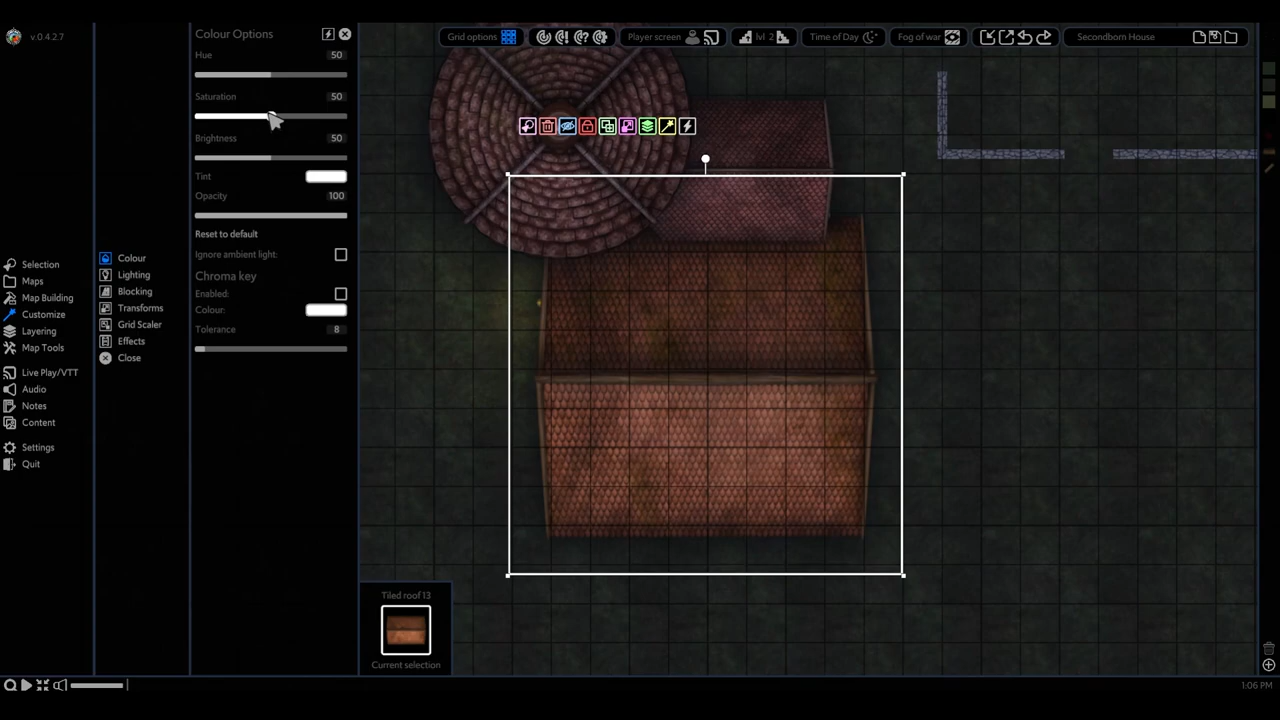 v.0.4.2.7
Selection
Maps
Map Building
Customize
Layering
Map Tools
Live Play/VTT
Audio
Notes
Content
Settings
Quit
Colour
Lighting
Blocking
Transforms
Grid Scaler
Effects
Close
Colour Options
Hue 50
Saturation 50
Brightness 50
Tint
Opacity 100
Reset to default
Ignore ambient light:
Chroma key
Enabled:
Colour:
Tolerance 8
Grid options
Player screen
lvl 2
Time of Day
Fog of war
Secondborn House
Tiled roof 13
Current selection
1:06 PM